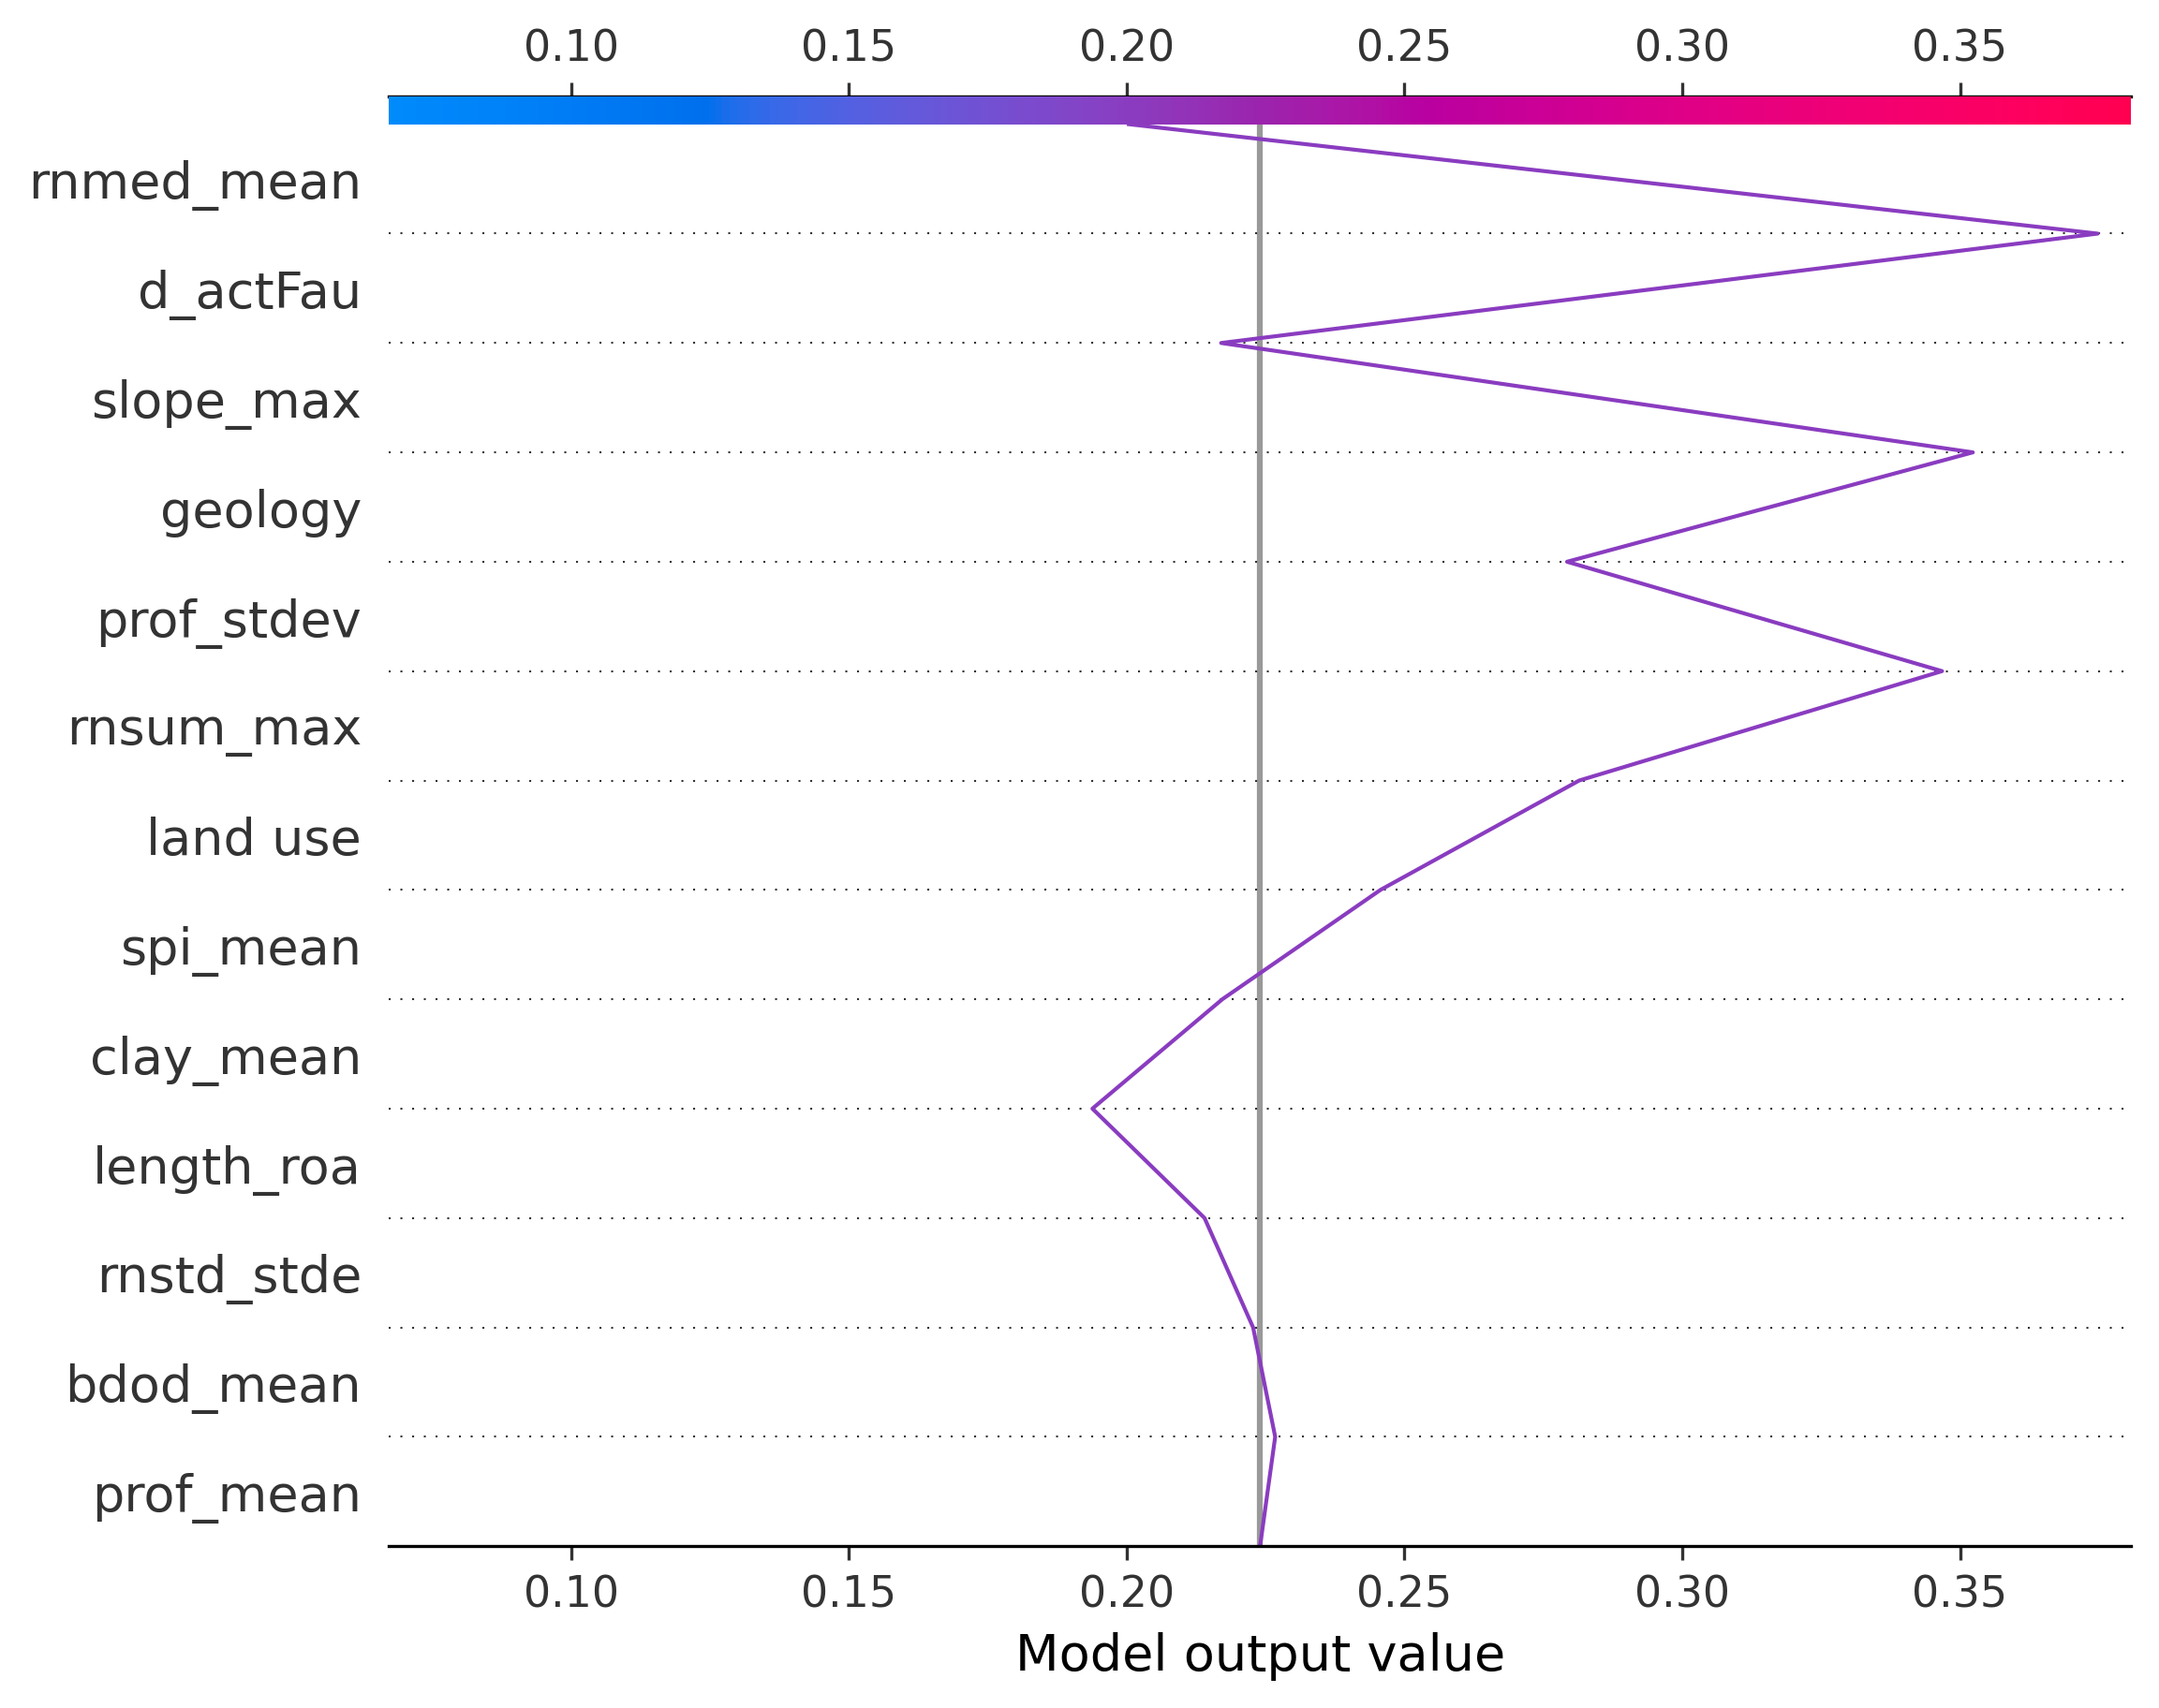 0.10 0.15 0.20 0.25 0.30 0.35
rnmed_mean
d_actFau
slope_max
geology
prof_stdev
rnsum_max
land use
spi_mean
clay_mean
length_roa
rnstd_stde
bdod_mean
prof_mean
0.10 0.15 0.20 0.25 0.30 0.35
Model output value